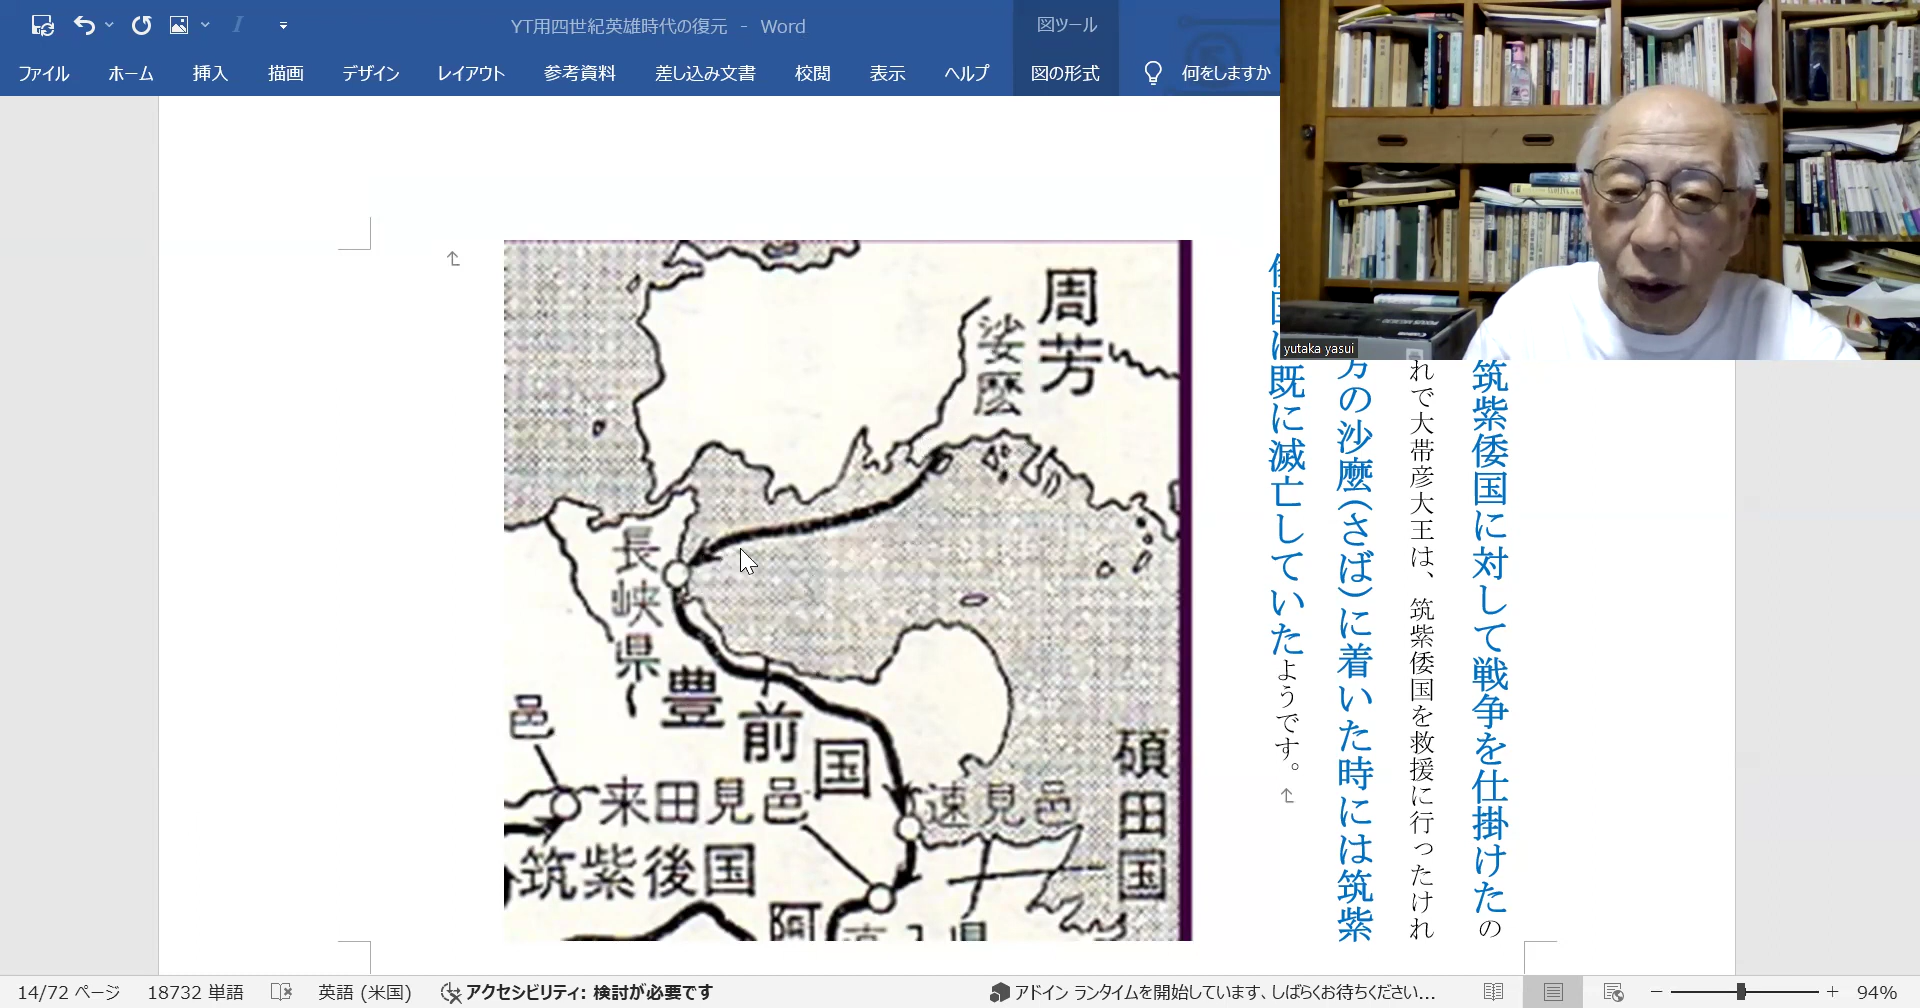 YT用四世紀英雄時代の復元 - Word
図ツール
ファイル ホーム 挿入 描画 デザイン レイアウト 参考資料 差し込み文書 校閲 表示 ヘルプ 図の形式 何をしますか
yutaka yasui
筑紫倭国に対して戦争を仕掛けたの
れで大帯彦大王は、筑紫倭国を救援に行ったけれ
方の沙麼(さば)に着いた時には筑紫
倭国は既に滅亡していたようです。
周芳
娑麼
長峡県
豊前国
碩田国
邑
来田見邑
速見邑
筑紫後国
阿
14/72 ページ 18732 単語 英語 (米国) アクセシビリティ: 検討が必要です アドイン ランタイムを開始しています、しばらくお待ちください... 94%